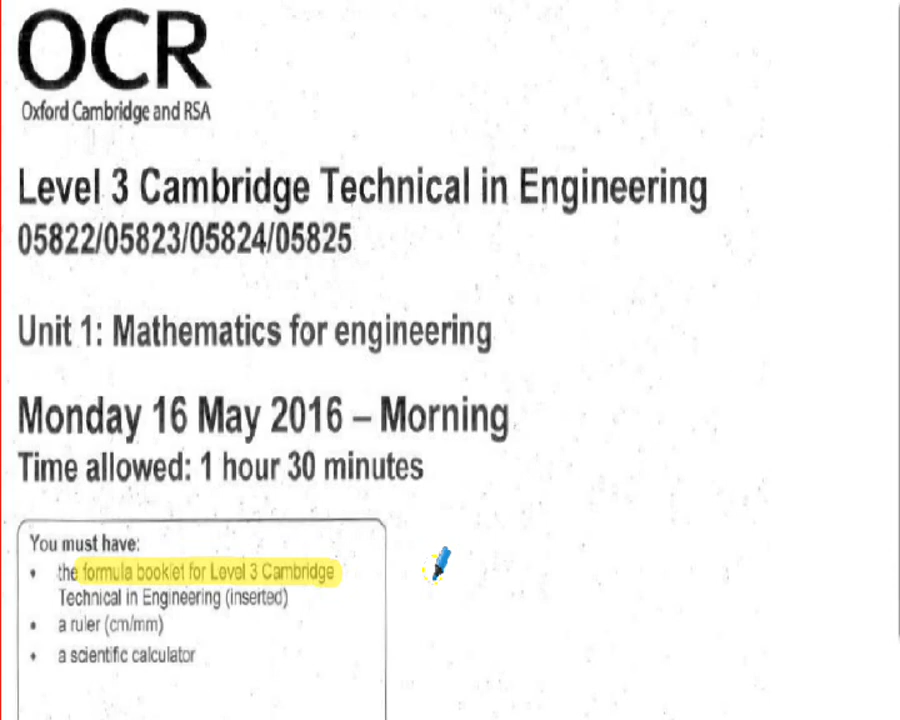 OCR
Oxford Cambridge and RSA
Level 3 Cambridge Technical in Engineering
05822/05823/05824/05825
Unit 1: Mathematics for engineering
Monday 16 May 2016 – Morning
Time allowed: 1 hour 30 minutes
You must have:
• the formula booklet for Level 3 Cambridge
Technical in Engineering (inserted)
• a ruler (cm/mm)
• a scientific calculator